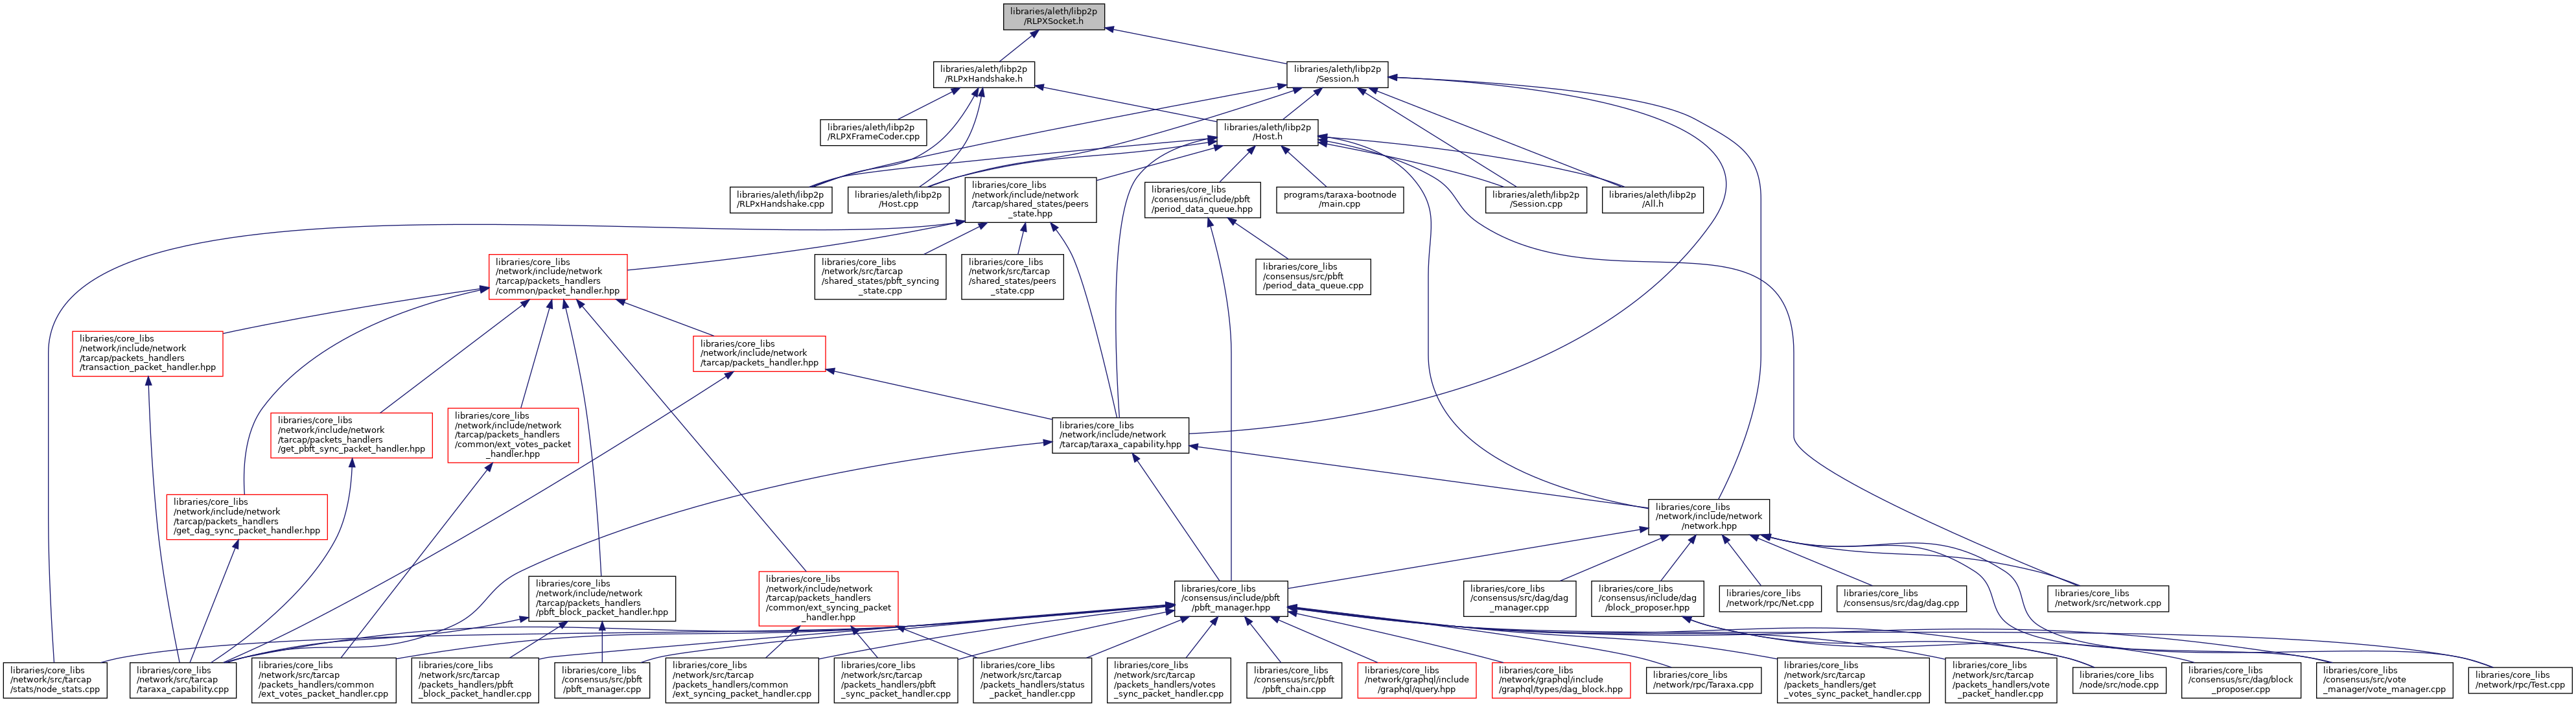 libraries/aleth/libp2p
/RLPXSocket.h
libraries/aleth/libp2p
/RLPxHandshake.h
libraries/aleth/libp2p
/Session.h
libraries/aleth/libp2p
/RLPXFrameCoder.cpp
libraries/aleth/libp2p
/Host.h
libraries/aleth/libp2p
/RLPxHandshake.cpp
libraries/aleth/libp2p
/Host.cpp
libraries/core_libs
/network/include/network
/tarcap/shared_states/peers
_state.hpp
libraries/core_libs
/consensus/include/pbft
/period_data_queue.hpp
programs/taraxa-bootnode
/main.cpp
libraries/aleth/libp2p
/Session.cpp
libraries/aleth/libp2p
/All.h
libraries/core_libs
/network/include/network
/tarcap/packets_handlers
/common/packet_handler.hpp
libraries/core_libs
/network/src/tarcap
/shared_states/pbft_syncing
_state.cpp
libraries/core_libs
/network/src/tarcap
/shared_states/peers
_state.cpp
libraries/core_libs
/consensus/src/pbft
/period_data_queue.cpp
libraries/core_libs
/network/include/network
/tarcap/packets_handlers
/transaction_packet_handler.hpp
libraries/core_libs
/network/include/network
/tarcap/packets_handler.hpp
libraries/core_libs
/network/include/network
/tarcap/packets_handlers
/get_pbft_sync_packet_handler.hpp
libraries/core_libs
/network/include/network
/tarcap/packets_handlers
/common/ext_votes_packet
_handler.hpp
libraries/core_libs
/network/include/network
/tarcap/taraxa_capability.hpp
libraries/core_libs
/network/include/network
/tarcap/packets_handlers
/get_dag_sync_packet_handler.hpp
libraries/core_libs
/network/include/network
/network.hpp
libraries/core_libs
/network/include/network
/tarcap/packets_handlers
/pbft_block_packet_handler.hpp
libraries/core_libs
/network/include/network
/tarcap/packets_handlers
/common/ext_syncing_packet
_handler.hpp
libraries/core_libs
/consensus/include/pbft
/pbft_manager.hpp
libraries/core_libs
/consensus/src/dag/dag
_manager.cpp
libraries/core_libs
/consensus/include/dag
/block_proposer.hpp
libraries/core_libs
/network/rpc/Net.cpp
libraries/core_libs
/consensus/src/dag/dag.cpp
libraries/core_libs
/network/src/network.cpp
libraries/core_libs
/network/src/tarcap
/stats/node_stats.cpp
libraries/core_libs
/network/src/tarcap
/taraxa_capability.cpp
libraries/core_libs
/network/src/tarcap
/packets_handlers/common
/ext_votes_packet_handler.cpp
libraries/core_libs
/network/src/tarcap
/packets_handlers/pbft
_block_packet_handler.cpp
libraries/core_libs
/consensus/src/pbft
/pbft_manager.cpp
libraries/core_libs
/network/src/tarcap
/packets_handlers/common
/ext_syncing_packet_handler.cpp
libraries/core_libs
/network/src/tarcap
/packets_handlers/pbft
_sync_packet_handler.cpp
libraries/core_libs
/network/src/tarcap
/packets_handlers/status
_packet_handler.cpp
libraries/core_libs
/network/src/tarcap
/packets_handlers/votes
_sync_packet_handler.cpp
libraries/core_libs
/consensus/src/pbft
/pbft_chain.cpp
libraries/core_libs
/network/graphql/include
/graphql/query.hpp
libraries/core_libs
/network/graphql/include
/graphql/types/dag_block.hpp
libraries/core_libs
/network/rpc/Taraxa.cpp
libraries/core_libs
/network/src/tarcap
/packets_handlers/get
_votes_sync_packet_handler.cpp
libraries/core_libs
/network/src/tarcap
/packets_handlers/vote
_packet_handler.cpp
libraries/core_libs
/node/src/node.cpp
libraries/core_libs
/consensus/src/dag/block
_proposer.cpp
libraries/core_libs
/consensus/src/vote
_manager/vote_manager.cpp
libraries/core_libs
/network/rpc/Test.cpp